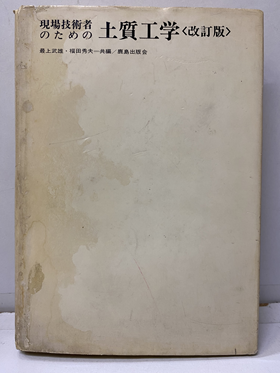 現場技術者
のための 土質工学〈改訂版〉
最上武雄・福田秀夫—共編／鹿島出版会